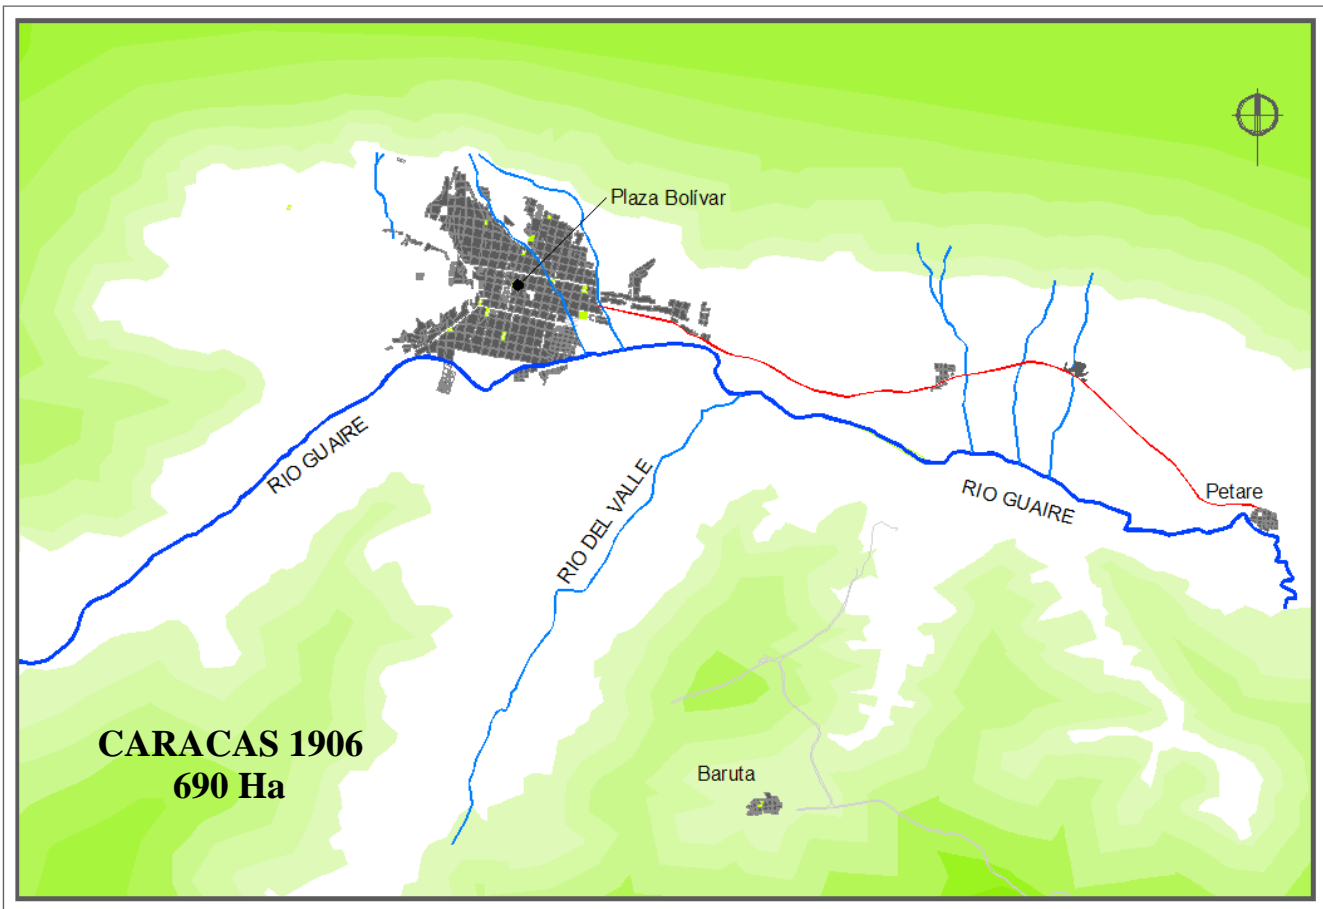 Plaza Bolívar
RIO GUAIRE
RIO DEL VALLE
RIO GUAIRE
Petare
CARACAS 1906
690 Ha
Baruta